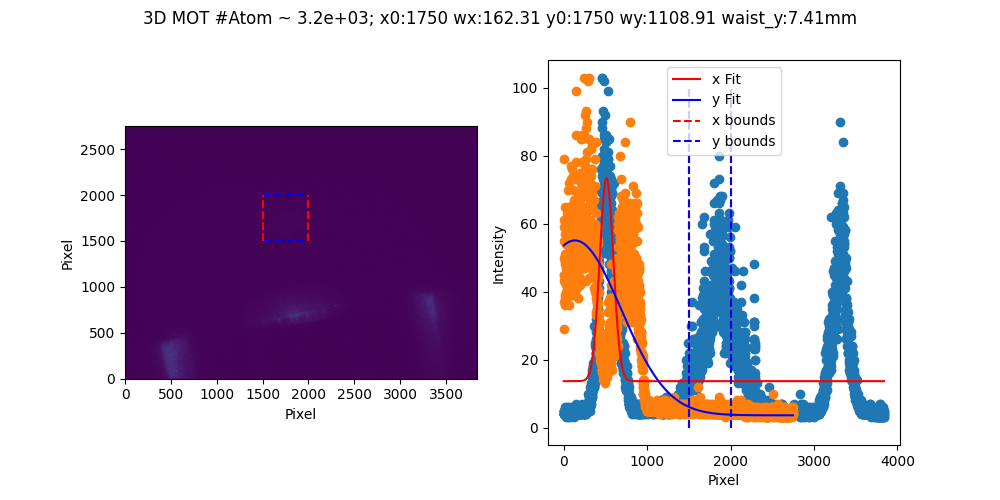 3D MOT #Atom ~ 3.2e+03; x0:1750 wx:162.31 y0:1750 wy:1108.91 waist_y:7.41mm
Pixel
2500
2000
1500
1000
500
0
0 500 1000 1500 2000 2500 3000 3500
Pixel
Intensity
100
80
60
40
20
0
x Fit
y Fit
x bounds
y bounds
0 1000 2000 3000 4000
Pixel